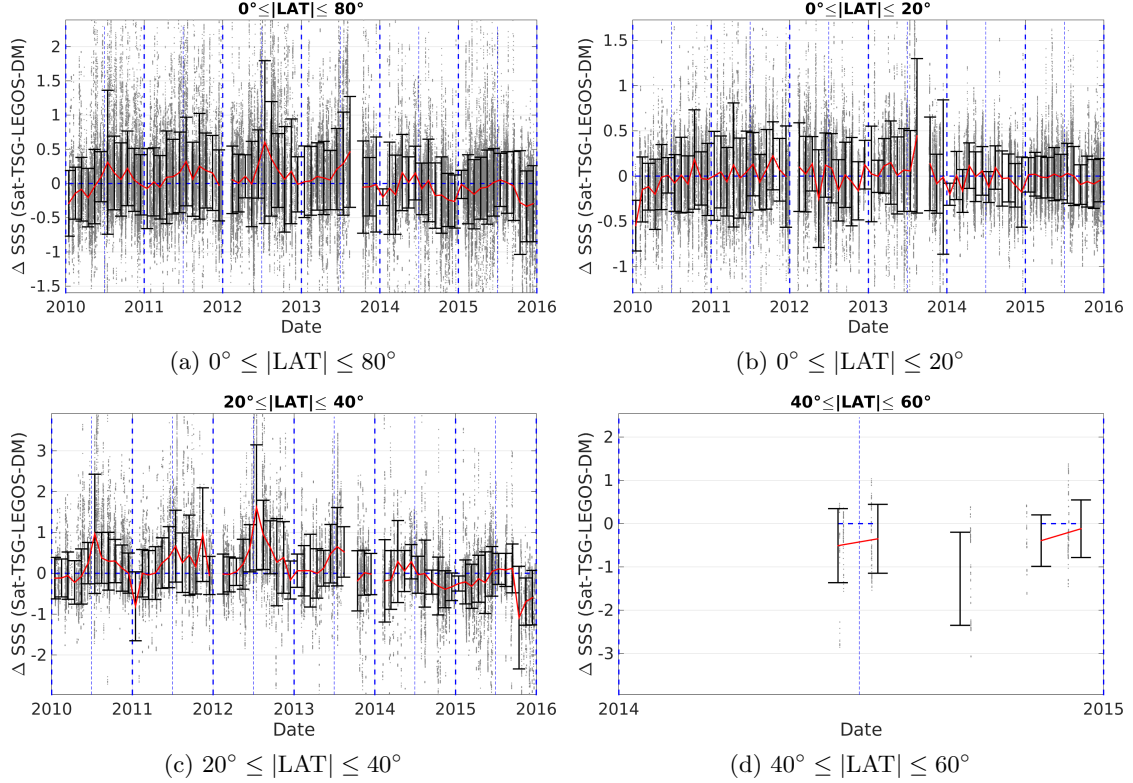 0°≤|LAT|≤ 80°
Δ SSS (Sat-TSG-LEGOS-DM)
2
1.5
1
0.5
0
-0.5
-1
-1.5
2010 2011 2012 2013 2014 2015 2016
Date
(a) 0° ≤ |LAT| ≤ 80°
0°≤|LAT|≤ 20°
Δ SSS (Sat-TSG-LEGOS-DM)
1.5
1
0.5
0
-0.5
-1
2010 2011 2012 2013 2014 2015 2016
Date
(b) 0° ≤ |LAT| ≤ 20°
20°≤|LAT|≤ 40°
Δ SSS (Sat-TSG-LEGOS-DM)
3
2
1
0
-1
-2
2010 2011 2012 2013 2014 2015 2016
Date
(c) 20° ≤ |LAT| ≤ 40°
40°≤|LAT|≤ 60°
Δ SSS (Sat-TSG-LEGOS-DM)
2
1
0
-1
-2
-3
-4
2014 2015
Date
(d) 40° ≤ |LAT| ≤ 60°